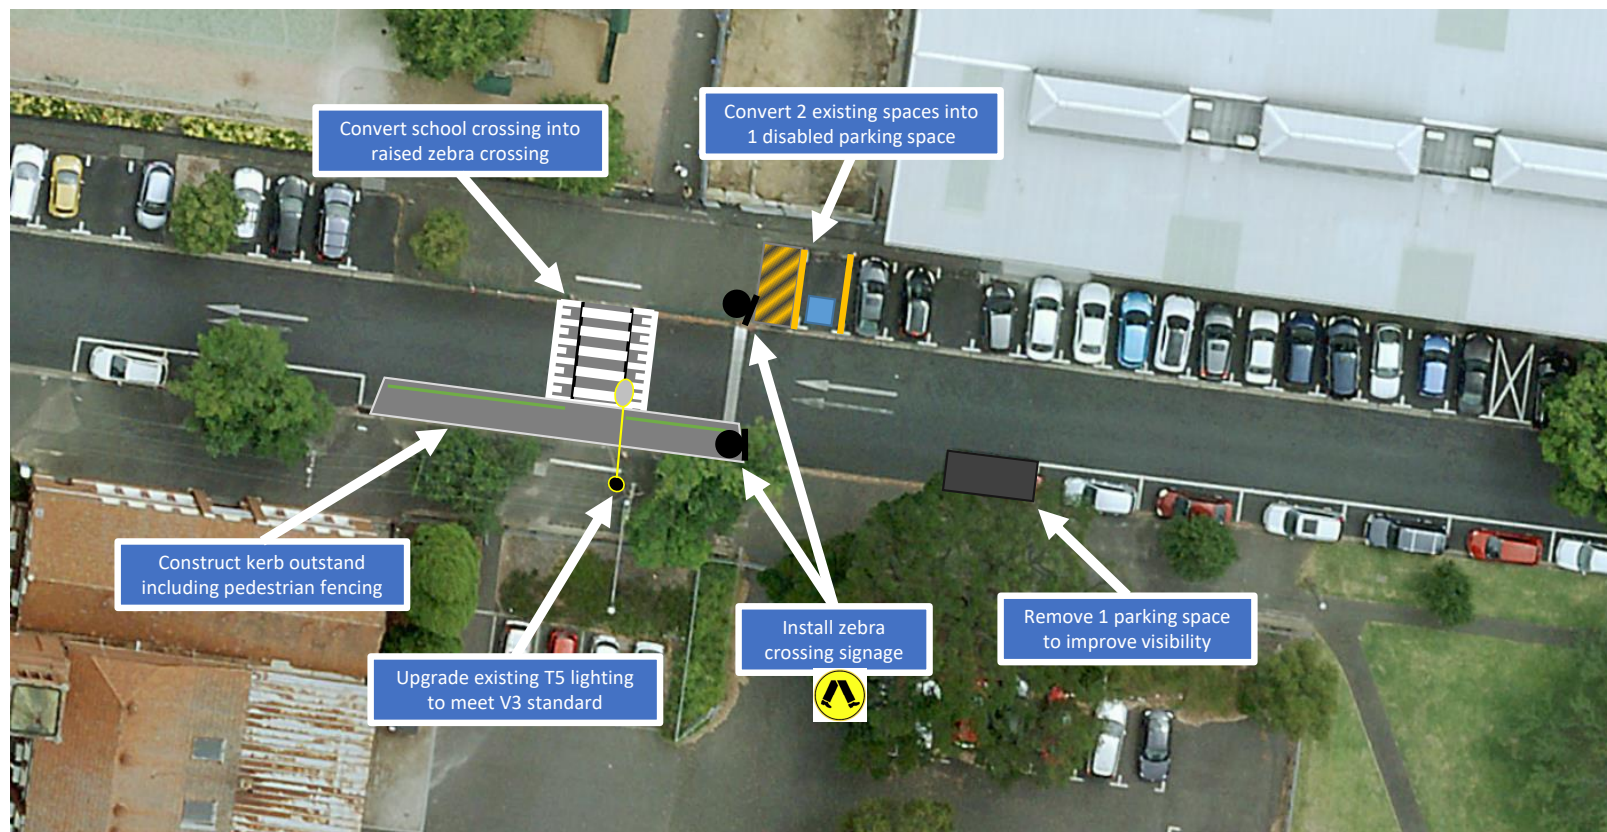 Convert 2 existing spaces into
1 disabled parking space
Convert school crossing into
raised zebra crossing
Construct kerb outstand
including pedestrian fencing
Install zebra
crossing signage
Remove 1 parking space
to improve visibility
Upgrade existing T5 lighting
to meet V3 standard